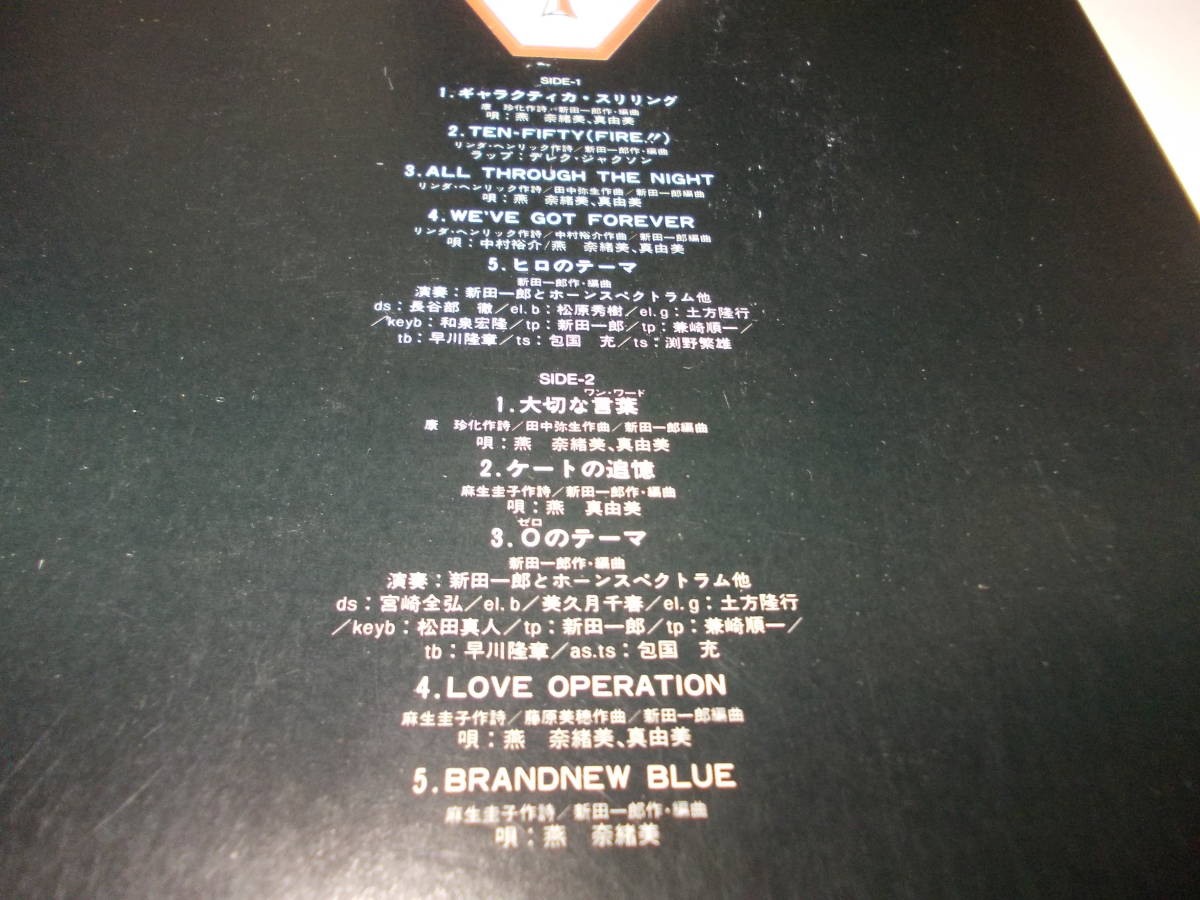 SIDE-1
1.ギャラクティカ・スリリング
康 珍化作詩／新田一郎作・編曲
唄：燕 奈緒美、真由美
2.TEN-FIFTY(FIRE!!)
リンダ・ヘンリック作詩／新田一郎作・編曲
ラップ：デレク・ジャクソン
3.ALL THROUGH THE NIGHT
リンダ・ヘンリック作詩／田中弥生作曲／新田一郎編曲
唄：燕 奈緒美、真由美
4.WE'VE GOT FOREVER
リンダ・ヘンリック作詩／中村裕介作曲／新田一郎編曲
唄：中村裕介/燕 奈緒美、真由美
5.ヒロのテーマ
新田一郎作・編曲
演奏：新田一郎とホーンスペクトラム他
ds：長谷部 徹／el.b：松原秀樹／el.g：土方隆行
／keyb：和泉宏隆／tp：新田一郎／tp：兼崎順一／
tb：早川隆章／ts：包国 充／ts：渕野繁雄
SIDE-2
ワン・ワード
1.大切な言葉
康 珍化作詩／田中弥生作曲／新田一郎編曲
唄：燕 奈緒美、真由美
2.ケートの追憶
麻生圭子作詩／新田一郎作・編曲
唄：燕 真由美
ゼロ
3.Oのテーマ
新田一郎作・編曲
演奏：新田一郎とホーンスペクトラム他
ds：宮崎全弘／el.b／美久月千春／el.g：土方隆行
／keyb：松田真人／tp：新田一郎／tp：兼崎順一／
tb：早川隆章／as.ts：包国 充
4.LOVE OPERATION
麻生圭子作詩／藤原美穂作曲／新田一郎編曲
唄：燕 奈緒美、真由美
5.BRANDNEW BLUE
麻生圭子作詩／新田一郎作・編曲
唄：燕 奈緒美